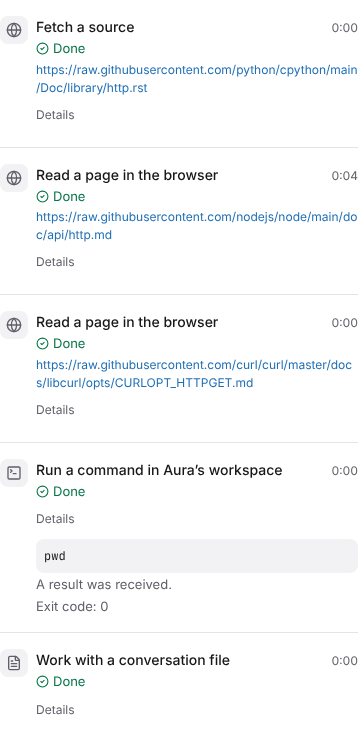 Fetch a source 0:00
Done
https://raw.githubusercontent.com/python/cpython/main
/Doc/library/http.rst
Details
Read a page in the browser 0:04
Done
https://raw.githubusercontent.com/nodejs/node/main/do
c/api/http.md
Details
Read a page in the browser 0:00
Done
https://raw.githubusercontent.com/curl/curl/master/doc
s/libcurl/opts/CURLOPT_HTTPGET.md
Details
Run a command in Aura’s workspace 0:00
Done
Details
pwd
A result was received.
Exit code: 0
Work with a conversation file 0:00
Done
Details